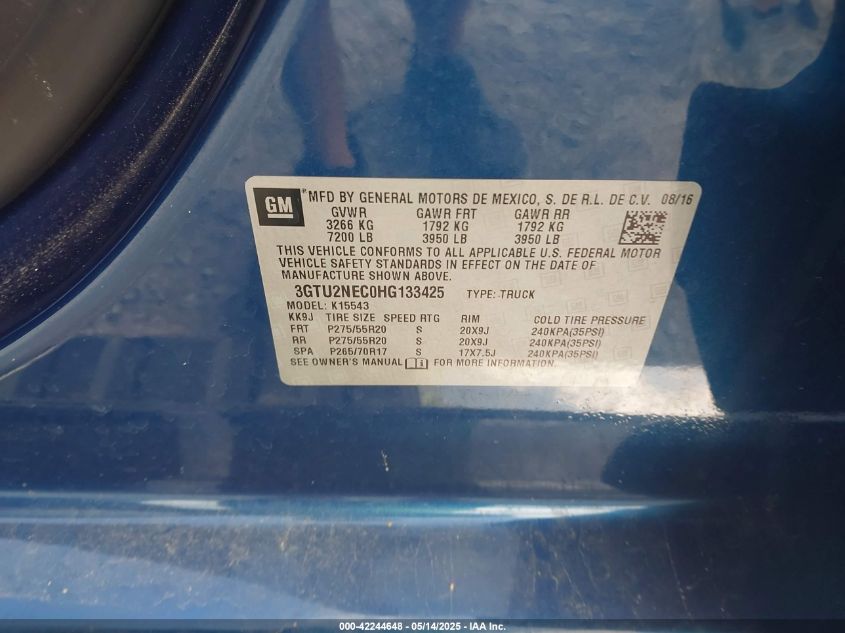 GM
MFD BY GENERAL MOTORS DE MEXICO, S. DE R.L. DE C.V. 08/16
GVWR GAWR FRT GAWR RR
3266 KG 1792 KG 1792 KG
7200 LB 3950 LB 3950 LB
THIS VEHICLE CONFORMS TO ALL APPLICABLE U.S. FEDERAL MOTOR
VEHICLE SAFETY STANDARDS IN EFFECT ON THE DATE OF
MANUFACTURE SHOWN ABOVE.
3GTU2NEC0HG133425 TYPE: TRUCK
MODEL: K15543
KK9J TIRE SIZE SPEED RTG RIM COLD TIRE PRESSURE
FRT P275/55R20 S 20X9J 240KPA(35PSI)
RR P275/55R20 S 20X9J 240KPA(35PSI)
SPA P265/70R17 S 17X7.5J 240KPA(35PSI)
SEE OWNER'S MANUAL FOR MORE INFORMATION.
000-42244648 - 05/14/2025 - IAA Inc.